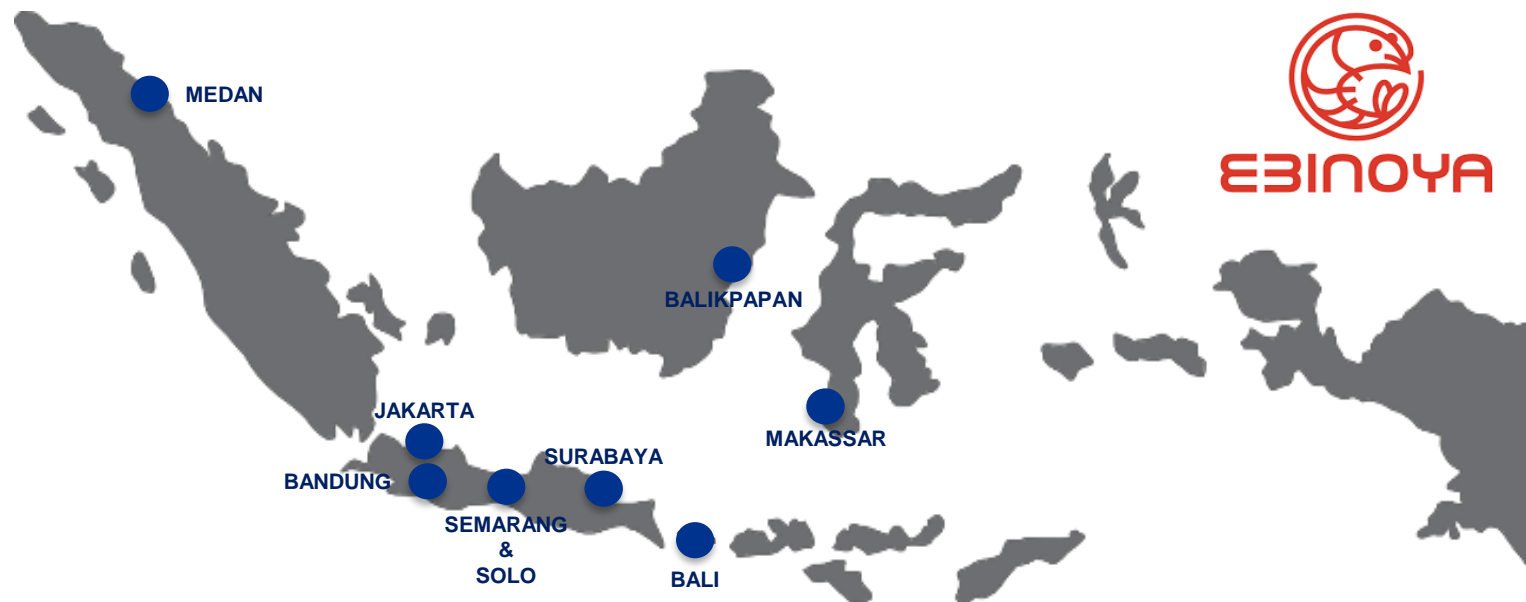 MEDAN
EBINOYA
BALIKPAPAN
JAKARTA
MAKASSAR
SURABAYA
BANDUNG
SEMARANG
&
SOLO
BALI